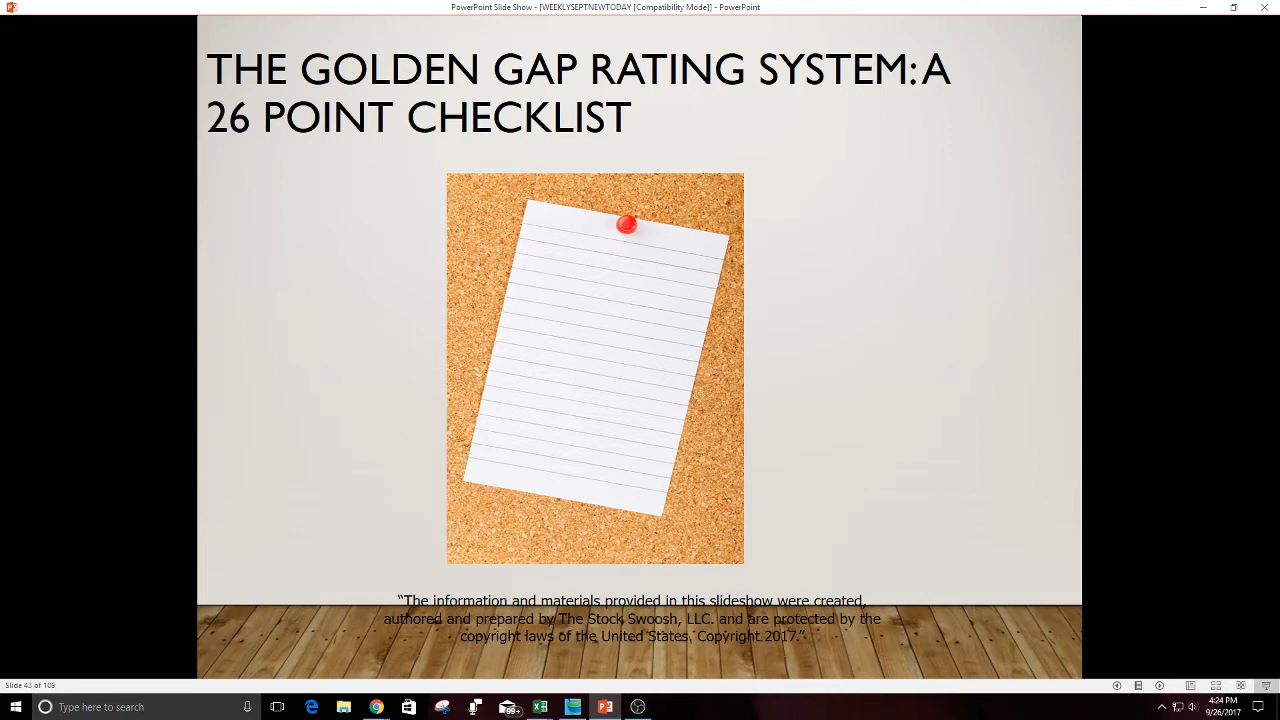 PowerPoint Slide Show - [WEEKLYSEPTNEWTODAY [Compatibility Mode]] - PowerPoint
THE GOLDEN GAP RATING SYSTEM: A
26 POINT CHECKLIST
“The information and materials provided in this slideshow were created,
authored and prepared by The Stock Swoosh, LLC. and are protected by the
copyright laws of the United States. Copyright 2017.”
Slide 43 of 109
Type here to search
99+
4:24 PM
9/26/2017